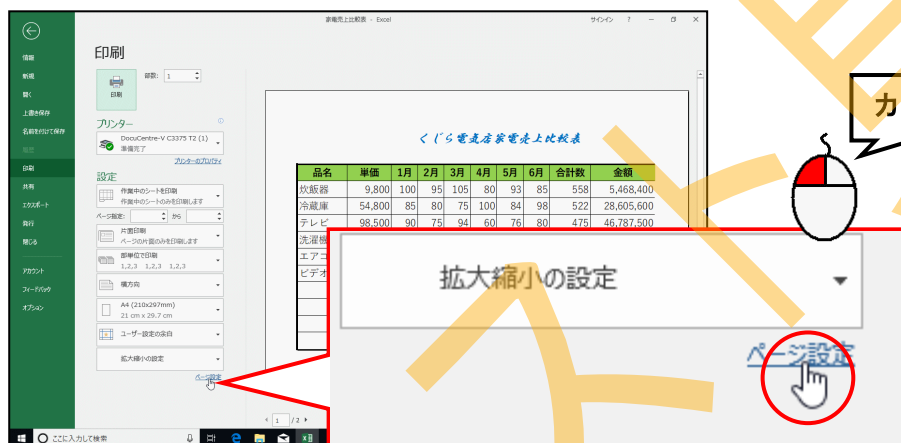 家電売上比較表 - Excel
サインイン ?
情報
新規
開く
上書き保存
名前を付けて保存
履歴
印刷
共有
エクスポート
発行
閉じる
アカウント
フィードバック
オプション
印刷
部数: 1
印刷
プリンター
DocuCentre-V C3375 T2 (1)
準備完了
プリンターのプロパティ
設定
作業中のシートを印刷
作業中のシートのみを印刷します
ページ指定: から
片面印刷
ページの片面のみを印刷します
部単位で印刷
1,2,3 1,2,3 1,2,3
横方向
A4 (210x297mm)
21 cm x 29.7 cm
ユーザー設定の余白
拡大縮小の設定
ページ設定
くじら電気店家電売上比較表
品名 単価 1月 2月 3月 4月 5月 6月 合計数 金額
炊飯器 9,800 100 95 105 80 93 85 558 5,468,400
冷蔵庫 54,800 85 80 75 100 84 98 522 28,605,600
テレビ 98,500 90 75 94 60 76 80 475 46,787,500
洗濯機
エアコ
ビデオ
1 / 2
ここに入力して検索
カ
拡大縮小の設定
ページ設定